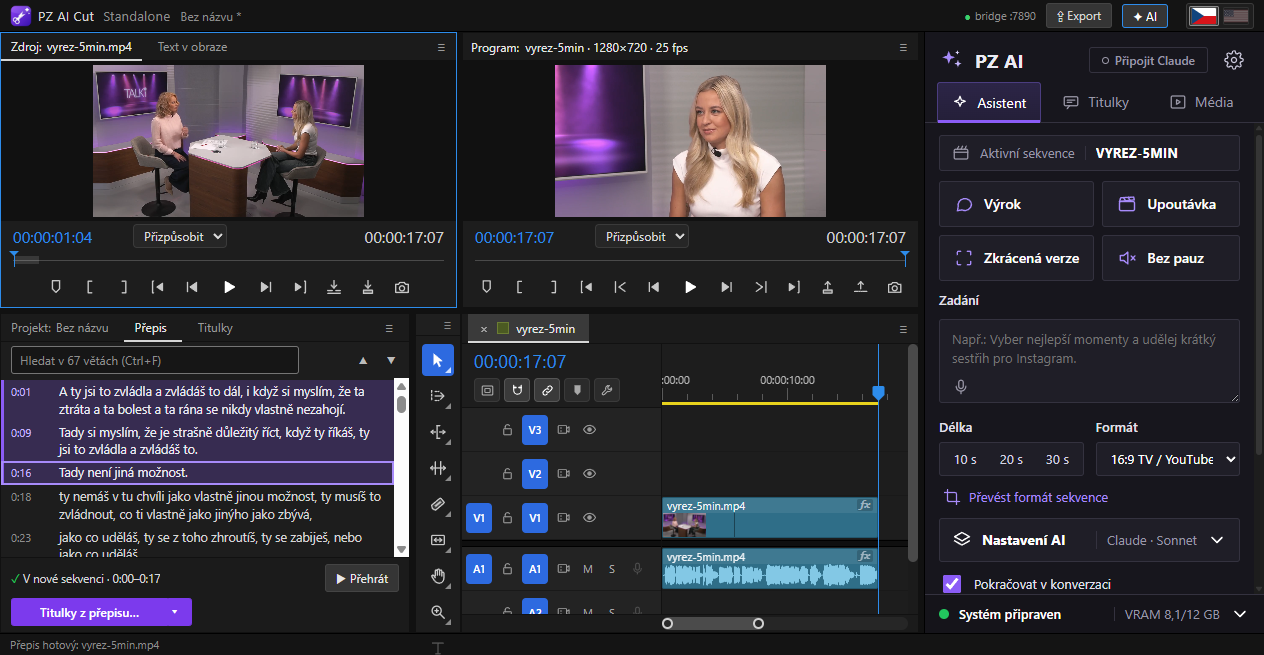 PZ AI Cut Standalone Bez názvu * bridge :7890 Export AI
Zdroj: vyrez-5min.mp4 Text v obraze
TALKT
00:00:01:04 Přizpůsobit 00:00:17:07
Program: vyrez-5min · 1280×720 · 25 fps
00:00:17:07 Přizpůsobit 00:00:17:07
Projekt: Bez názvu Přepis Titulky
Hledat v 67 větách (Ctrl+F)
0:01 A ty jsi to zvládla a zvládáš to dál, i když si myslím, že ta
ztráta a ta bolest a ta rána se nikdy vlastně nezahojí.
0:09 Tady si myslím, že je strašně důležitý říct, když ty říkáš, ty
jsi to zvládla a zvládáš to.
0:16 Tady není jiná možnost.
0:18 ty nemáš v tu chvíli jako vlastně jinou možnost, ty musíš to
zvládnout, co ti vlastně jako jinýho jako zbývá,
0:23 jako co uděláš, ty se z toho zhroutíš, ty se zabiješ, nebo
jako co uděláš,
✓ V nové sekvenci · 0:00–0:17 Přehrát
Titulky z přepisu...
Přepis hotový: vyrez-5min.mp4
× vyrez-5min
00:00:17:07
:00:00 00:00:10:00
V3
V2
V1 V1
vyrez-5min.mp4 fx
A1 A1 M S
vyrez-5min.mp4 fx
A2 M S
PZ AI Připojit Claude
Asistent Titulky Média
Aktivní sekvence VYREZ-5MIN
Výrok Upoutávka
Zkrácená verze Bez pauz
Zadání
Např.: Vyber nejlepší momenty a udělej krátký
sestřih pro Instagram.
Délka Formát
10 s 20 s 30 s 16:9 TV / YouTube
Převést formát sekvence
Nastavení AI Claude · Sonnet
Pokračovat v konverzaci
Systém připraven VRAM 8,1/12 GB